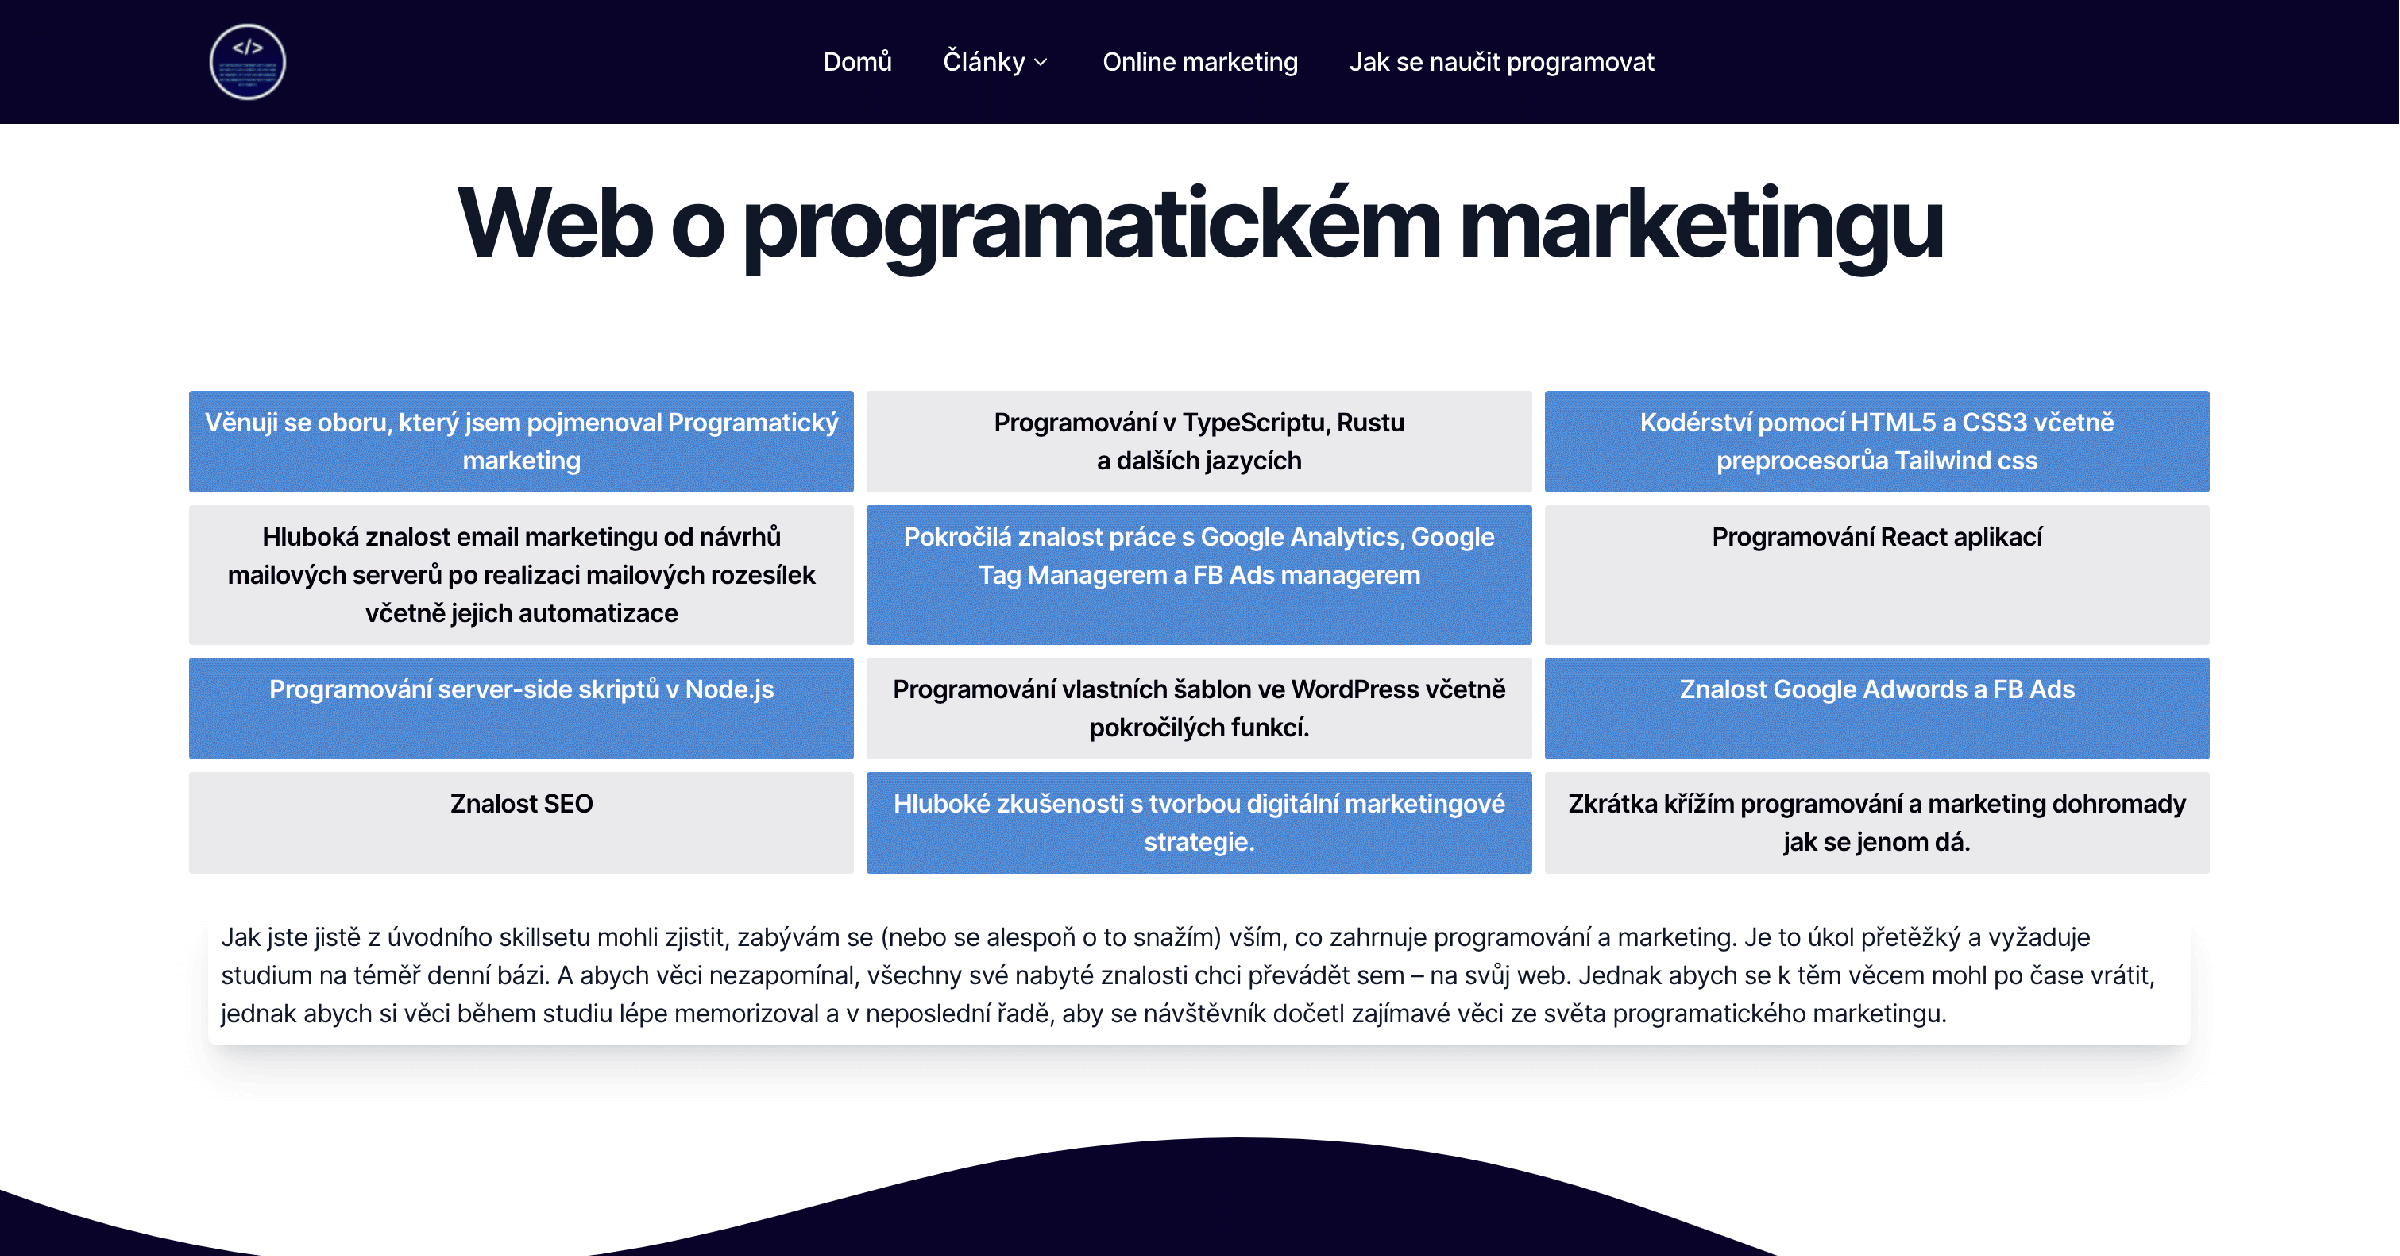 </>
Domů
Články
Online marketing
Jak se naučit programovat
Web o programatickém marketingu
Věnuji se oboru, který jsem pojmenoval Programatický
marketing
Programování v TypeScriptu, Rustu
a dalších jazycích
Kodérství pomocí HTML5 a CSS3 včetně
preprocesorůa Tailwind css
Hluboká znalost email marketingu od návrhů
mailových serverů po realizaci mailových rozesílek
včetně jejich automatizace
Pokročilá znalost práce s Google Analytics, Google
Tag Managerem a FB Ads managerem
Programování React aplikací
Programování server-side skriptů v Node.js
Programování vlastních šablon ve WordPress včetně
pokročilých funkcí.
Znalost Google Adwords a FB Ads
Znalost SEO
Hluboké zkušenosti s tvorbou digitální marketingové
strategie.
Zkrátka křížím programování a marketing dohromady
jak se jenom dá.
Jak jste jistě z úvodního skillsetu mohli zjistit, zabývám se (nebo se alespoň o to snažím) vším, co zahrnuje programování a marketing. Je to úkol přetěžký a vyžaduje
studium na téměř denní bázi. A abych věci nezapomínal, všechny své nabyté znalosti chci převádět sem – na svůj web. Jednak abych se k těm věcem mohl po čase vrátit,
jednak abych si věci během studiu lépe memorizoval a v neposlední řadě, aby se návštěvník dočetl zajímavé věci ze světa programatického marketingu.